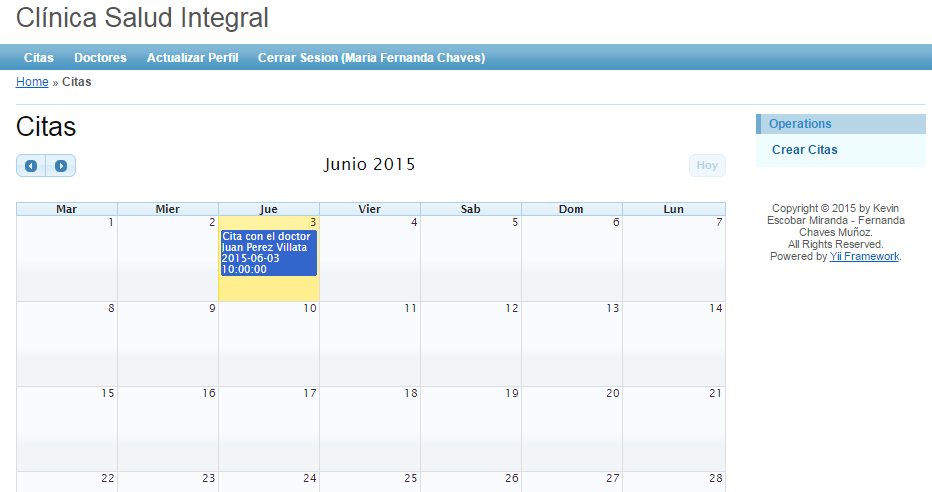 Clínica Salud Integral
Citas Doctores Actualizar Perfil Cerrar Sesion (Maria Fernanda Chaves)
Home » Citas
Citas
Junio 2015
Hoy
Mar Mier Jue Vier Sab Dom Lun
1 2 3 4 5 6 7
Cita con el doctor
Juan Perez Villata
2015-06-03
10:00:00
8 9 10 11 12 13 14
15 16 17 18 19 20 21
22 23 24 25 26 27 28
Operations
Crear Citas
Copyright © 2015 by Kevin
Escobar Miranda - Fernanda
Chaves Muñoz.
All Rights Reserved.
Powered by Yii Framework.